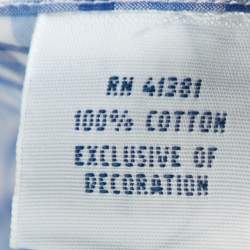 RN 41381
100% COTTON
EXCLUSIVE OF
DECORATION